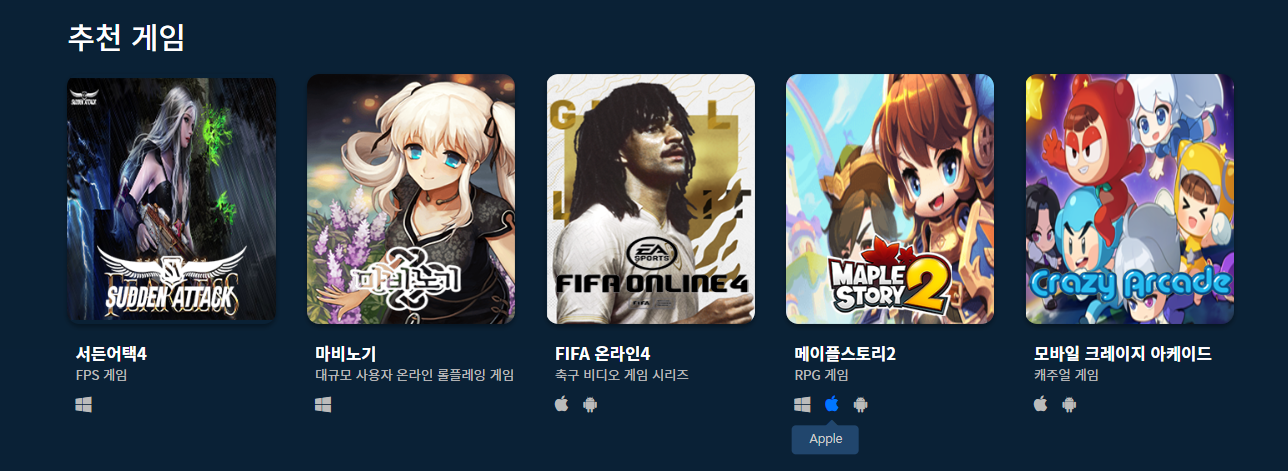 추천 게임
SUDDEN ATTACK
SUDDEN ATTACK
마비노기
EA
SPORTS
FIFA ONLINE 4
MAPLE
STORY 2
Crazy Arcade
서든어택4
FPS 게임
마비노기
대규모 사용자 온라인 롤플레잉 게임
FIFA 온라인4
축구 비디오 게임 시리즈
메이플스토리2
RPG 게임
모바일 크레이지 아케이드
캐주얼 게임
Apple